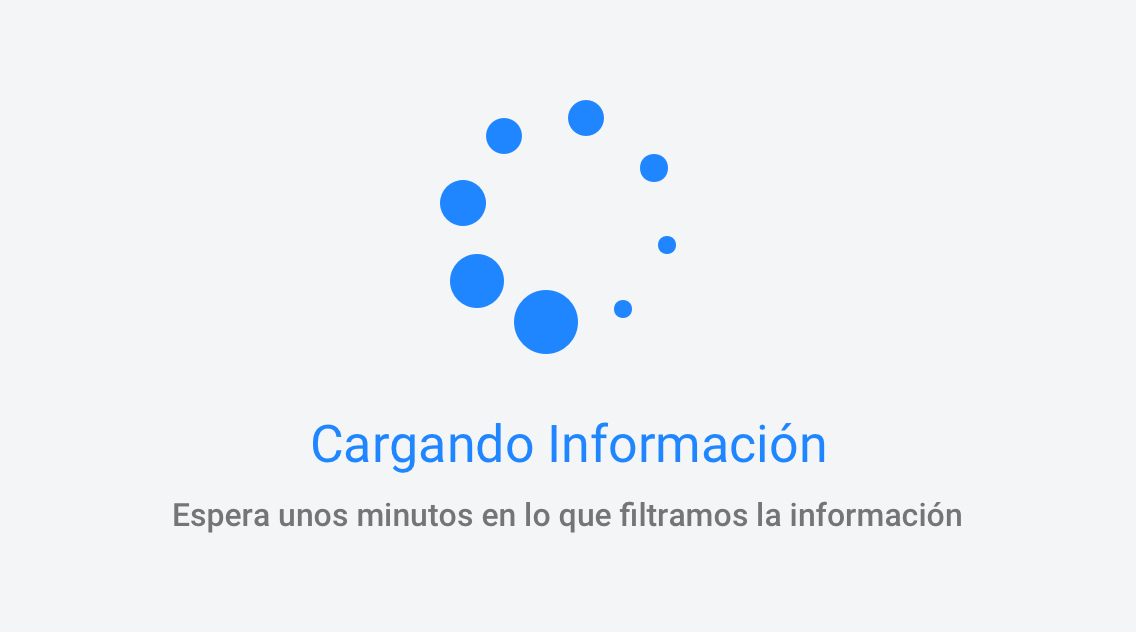 Cargando Información
Espera unos minutos en lo que filtramos la información